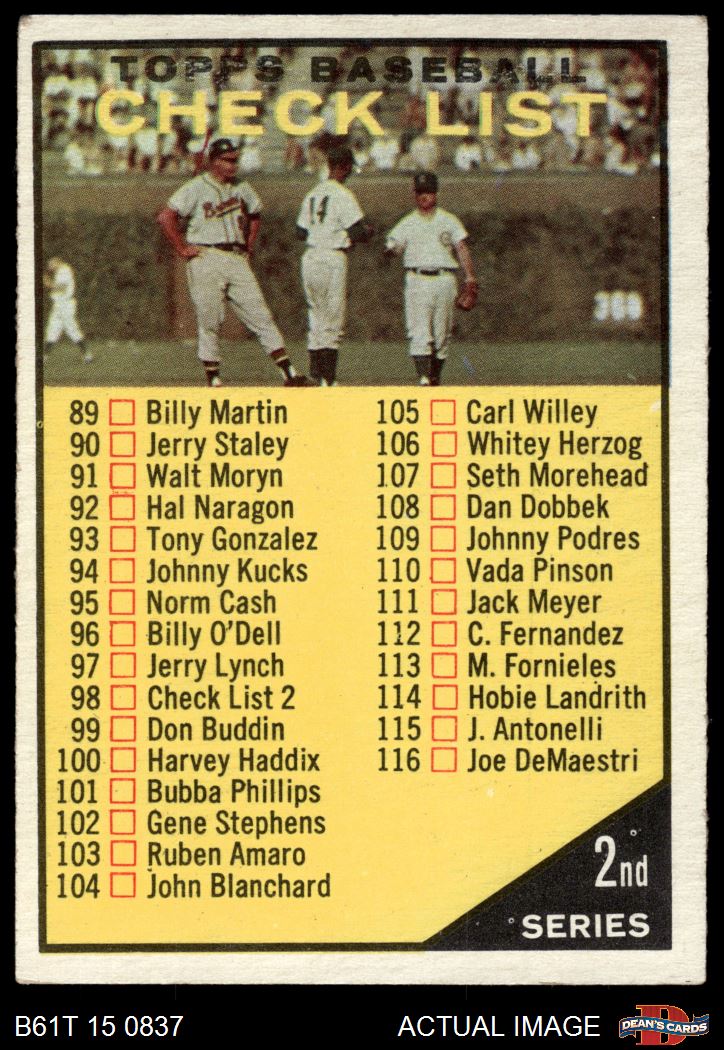 TOPPS BASEBALL
CHECK LIST
Braves
14
368
89 Billy Martin
90 Jerry Staley
91 Walt Moryn
92 Hal Naragon
93 Tony Gonzalez
94 Johnny Kucks
95 Norm Cash
96 Billy O'Dell
97 Jerry Lynch
98 Check List 2
99 Don Buddin
100 Harvey Haddix
101 Bubba Phillips
102 Gene Stephens
103 Ruben Amaro
104 John Blanchard
105 Carl Willey
106 Whitey Herzog
107 Seth Morehead
108 Dan Dobbek
109 Johnny Podres
110 Vada Pinson
111 Jack Meyer
112 C. Fernandez
113 M. Fornieles
114 Hobie Landrith
115 J. Antonelli
116 Joe DeMaestri
2nd
SERIES
B61T 15 0837
ACTUAL IMAGE
DEAN'S CARDS